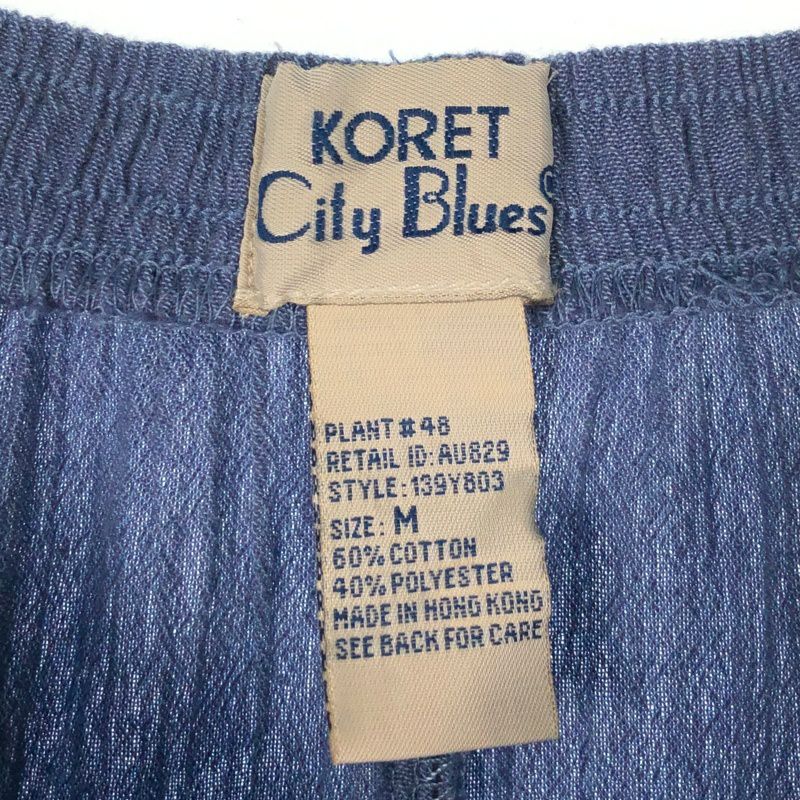 KORET
City Blues®
PLANT #48
RETAIL ID: AU829
STYLE: 139Y803
SIZE: M
60% COTTON
40% POLYESTER
MADE IN HONG KONG
SEE BACK FOR CARE